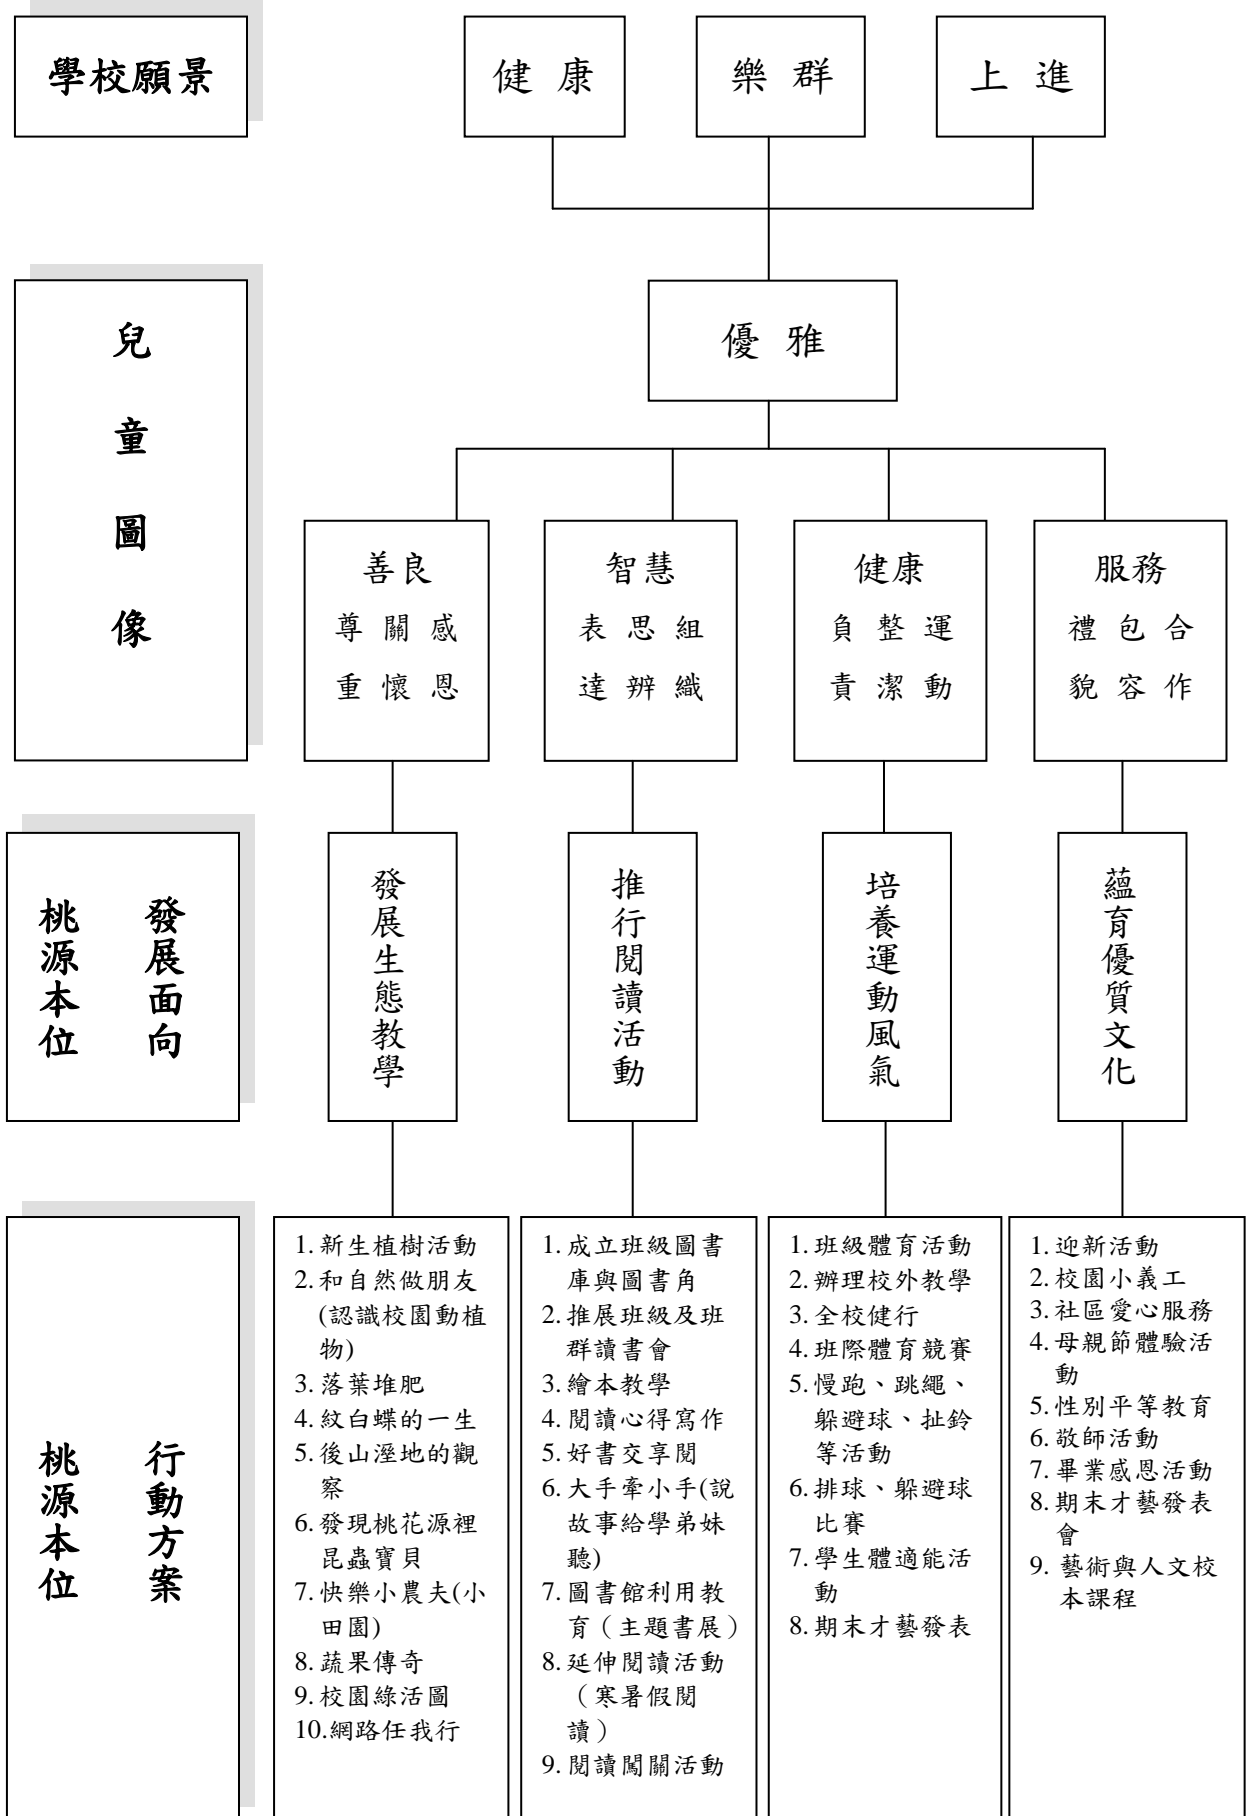 學校願景
健康
樂群
上進
兒童圖像
優雅
善良
尊關感
重懷恩
智慧
表思組
達辨織
健康
負整運
責潔動
服務
禮包合
貌容作
桃源本位
發展面向
發展生態教學
推行閱讀活動
培養運動風氣
蘊育優質文化
桃源本位
行動方案
1.新生植樹活動
2.和自然做朋友
(認識校園動植
物)
3.落葉堆肥
4.紋白蝶的一生
5.後山溼地的觀
察
6.發現桃花源裡
昆蟲寶貝
7.快樂小農夫(小
田園)
8.蔬果傳奇
9.校園綠活圖
10.網路任我行
1.成立班級圖書
庫與圖書角
2.推展班級及班
群讀書會
3.繪本教學
4.閱讀心得寫作
5.好書交享閱
6.大手牽小手(說
故事給學弟妹
聽)
7.圖書館利用教
育（主題書展）
8.延伸閱讀活動
（寒暑假閱
讀）
9.閱讀闖關活動
1.班級體育活動
2.辦理校外教學
3.全校健行
4.班際體育競賽
5.慢跑、跳繩、
躲避球、扯鈴
等活動
6.排球、躲避球
比賽
7.學生體適能活
動
8.期末才藝發表
1.迎新活動
2.校園小義工
3.社區愛心服務
4.母親節體驗活
動
5.性別平等教育
6.敬師活動
7.畢業感恩活動
8.期末才藝發表
會
9. 藝術與人文校
本課程